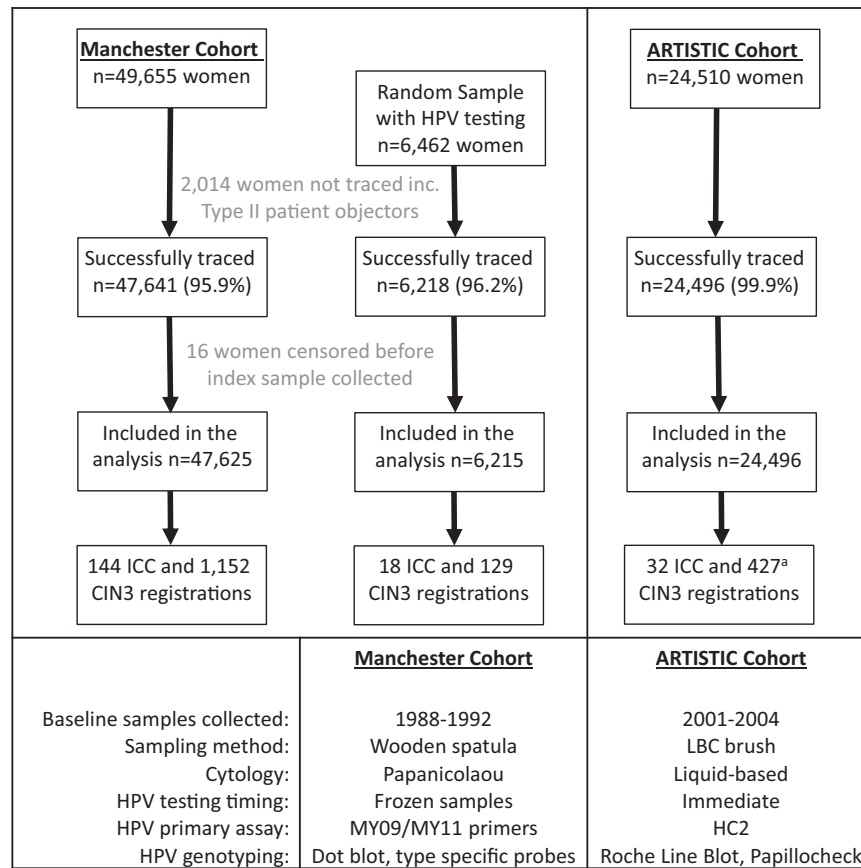 Manchester Cohort
n=49,655 women
Random Sample
with HPV testing
n=6,462 women
ARTISTIC Cohort
n=24,510 women
2,014 women not traced inc.
Type II patient objectors
Successfully traced
n=47,641 (95.9%)
Successfully traced
n=6,218 (96.2%)
Successfully traced
n=24,496 (99.9%)
16 women censored before
index sample collected
Included in the
analysis n=47,625
Included in the
analysis n=6,215
Included in the
analysis n=24,496
144 ICC and 1,152
CIN3 registrations
18 ICC and 129
CIN3 registrations
32 ICC and 427ᵃ
CIN3 registrations
Manchester Cohort ARTISTIC Cohort
Baseline samples collected: 1988-1992 2001-2004
Sampling method: Wooden spatula LBC brush
Cytology: Papanicolaou Liquid-based
HPV testing timing: Frozen samples Immediate
HPV primary assay: MY09/MY11 primers HC2
HPV genotyping: Dot blot, type specific probes Roche Line Blot, Papillocheck